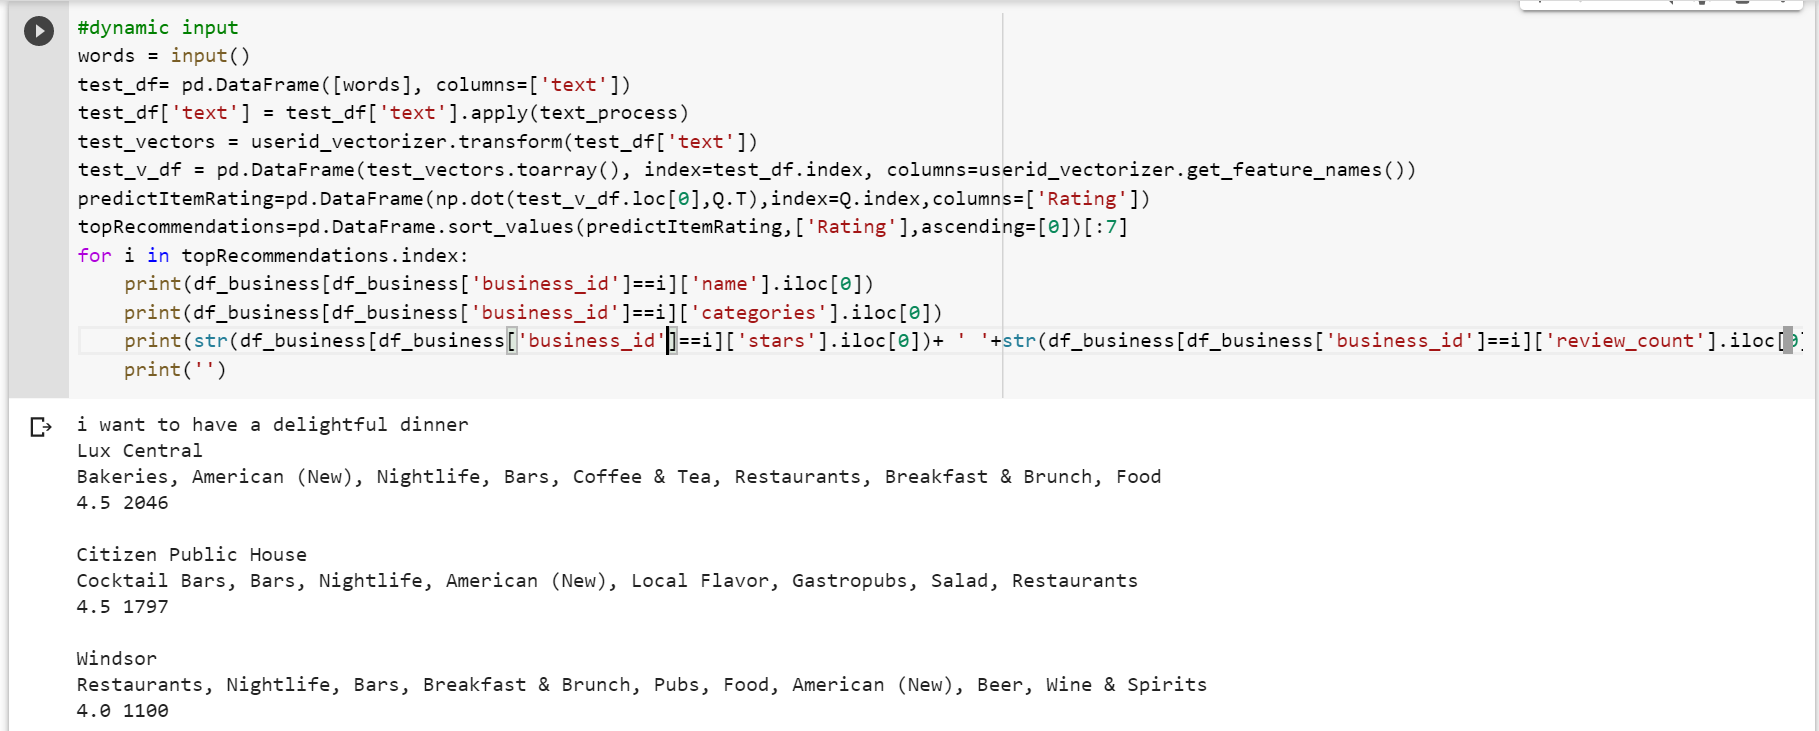 #dynamic input
words = input()
test_df= pd.DataFrame([words], columns=['text'])
test_df['text'] = test_df['text'].apply(text_process)
test_vectors = userid_vectorizer.transform(test_df['text'])
test_v_df = pd.DataFrame(test_vectors.toarray(), index=test_df.index, columns=userid_vectorizer.get_feature_names())
predictItemRating=pd.DataFrame(np.dot(test_v_df.loc[0],Q.T),index=Q.index,columns=['Rating'])
topRecommendations=pd.DataFrame.sort_values(predictItemRating,['Rating'],ascending=[0])[:7]
for i in topRecommendations.index:
    print(df_business[df_business['business_id']==i]['name'].iloc[0])
    print(df_business[df_business['business_id']==i]['categories'].iloc[0])
    print(str(df_business[df_business['business_id']==i]['stars'].iloc[0])+ ' '+str(df_business[df_business['business_id']==i]['review_count'].iloc[0]
    print('')
i want to have a delightful dinner
Lux Central
Bakeries, American (New), Nightlife, Bars, Coffee & Tea, Restaurants, Breakfast & Brunch, Food
4.5 2046
Citizen Public House
Cocktail Bars, Bars, Nightlife, American (New), Local Flavor, Gastropubs, Salad, Restaurants
4.5 1797
Windsor
Restaurants, Nightlife, Bars, Breakfast & Brunch, Pubs, Food, American (New), Beer, Wine & Spirits
4.0 1100